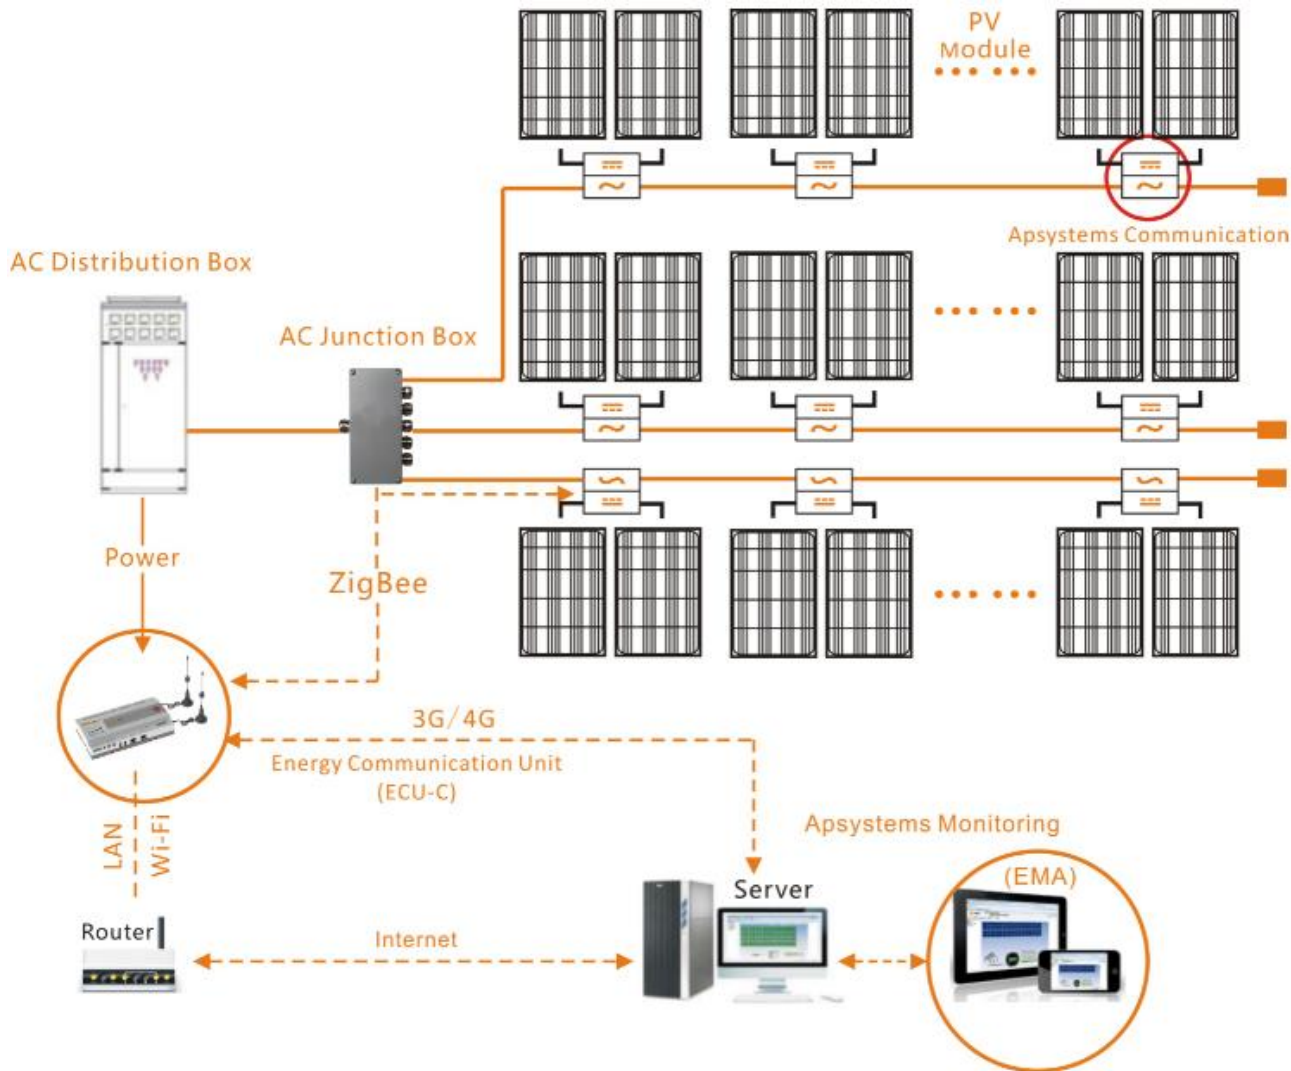 PV
Module
Apsystems Communication
AC Distribution Box
AC Junction Box
Power
ZigBee
3G/4G
Energy Communication Unit
(ECU-C)
LAN
Wi-Fi
Apsystems Monitoring
(EMA)
Server
Router
Internet